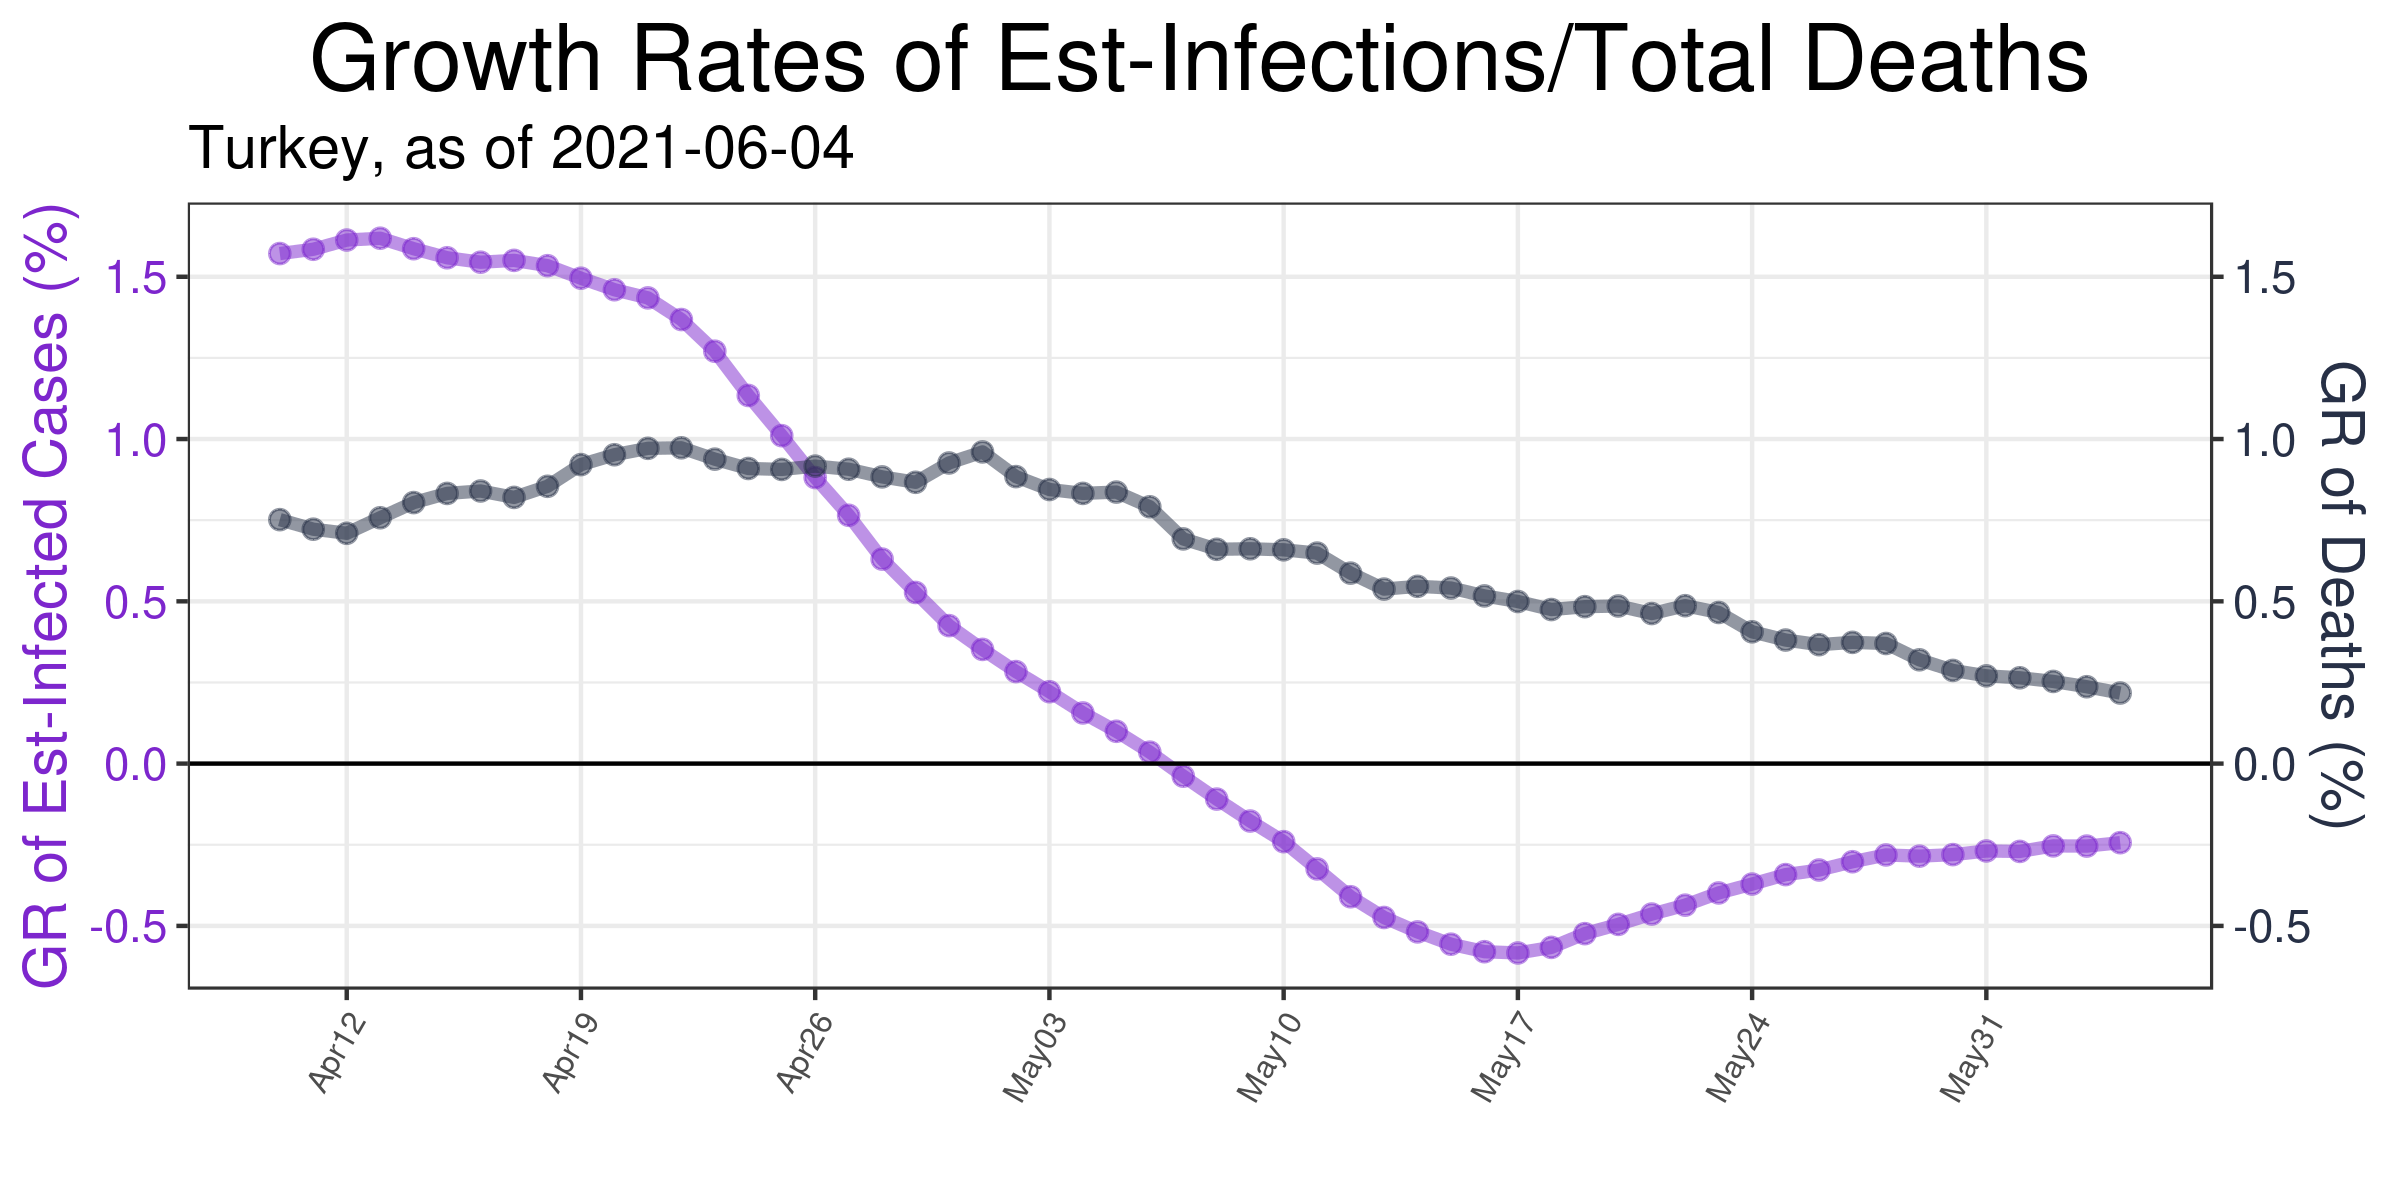 Growth Rates of Est-Infections/Total Deaths
Turkey, as of 2021-06-04
GR of Est-Infected Cases (%)
1.5
1.0
0.5
0.0
-0.5
1.5
1.0
0.5
0.0
-0.5
GR of Deaths (%)
Apr12
Apr19
Apr26
May03
May10
May17
May24
May31